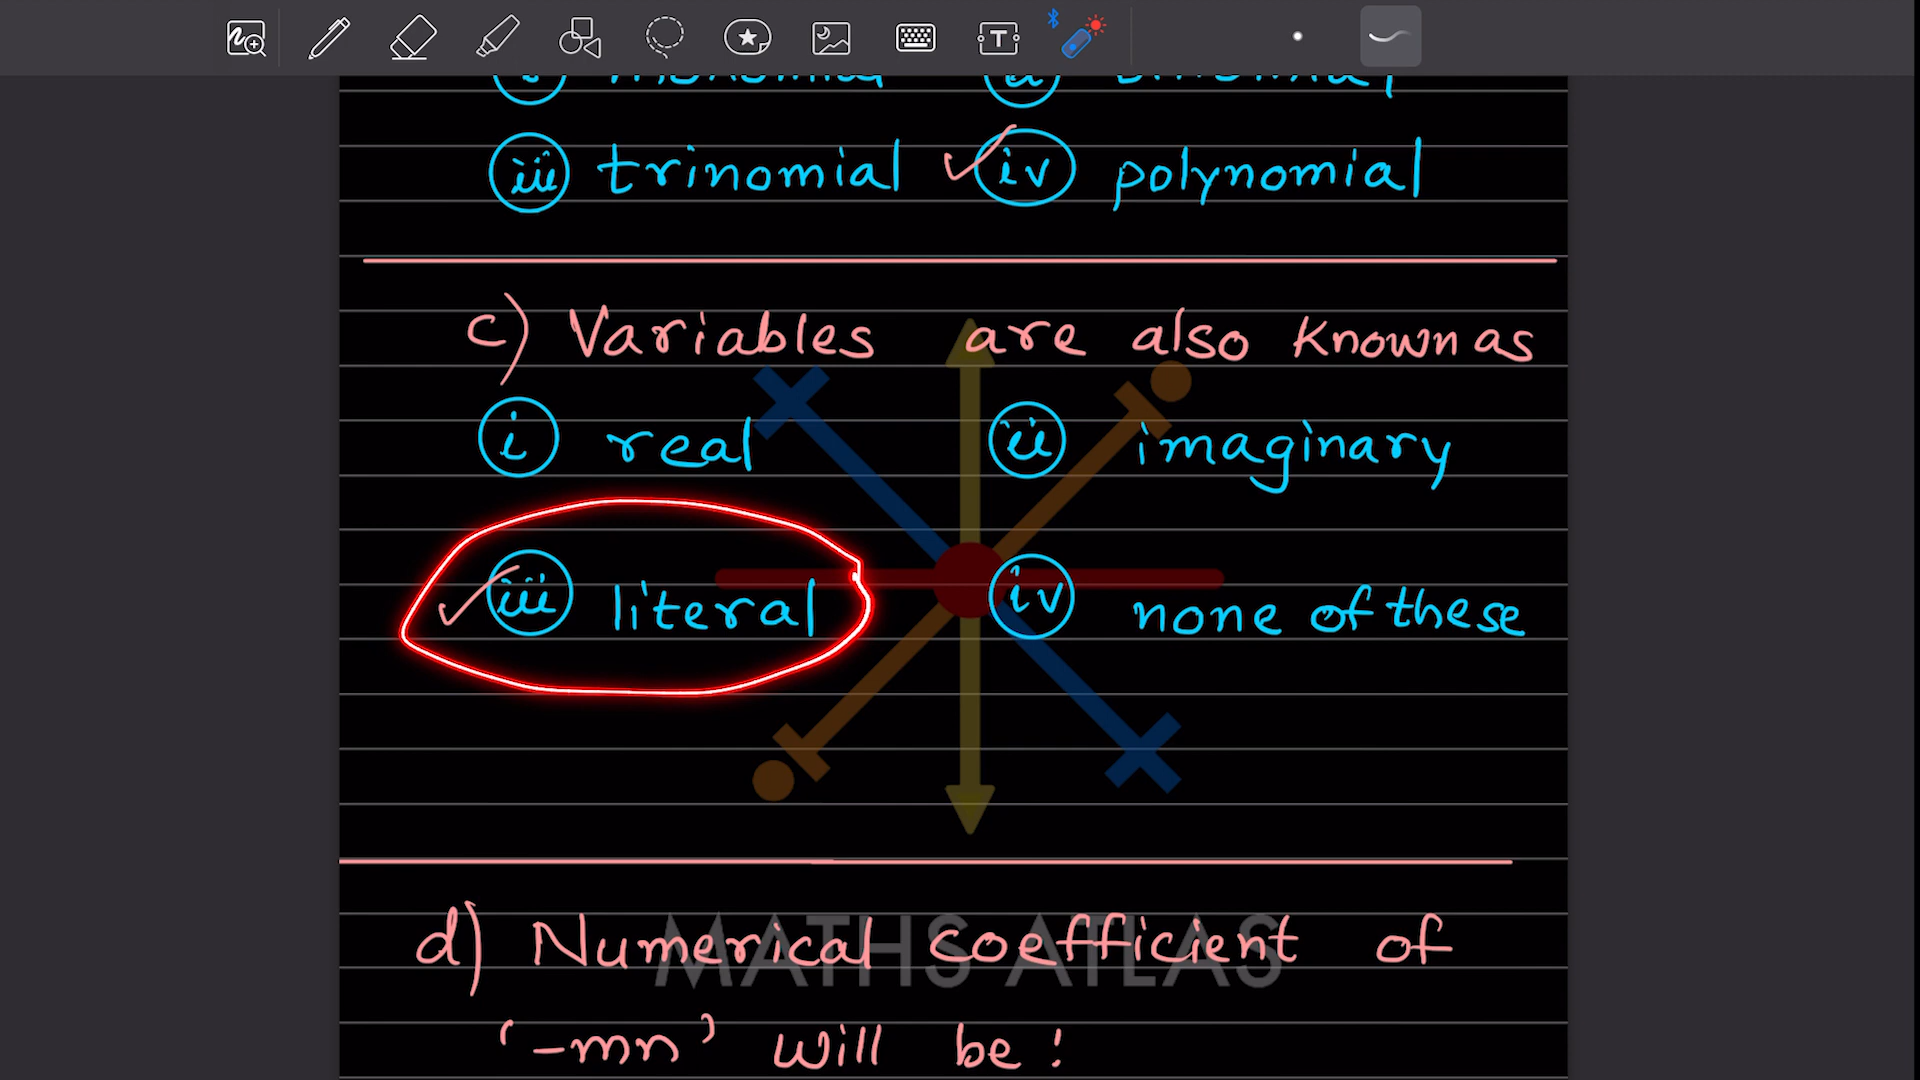 iii trinomial iv polynomial
c) Variables are also known as
i real ii imaginary
iii literal iv none of these
MATHS ATLAS
d) Numerical coefficient of
'-mn' will be: